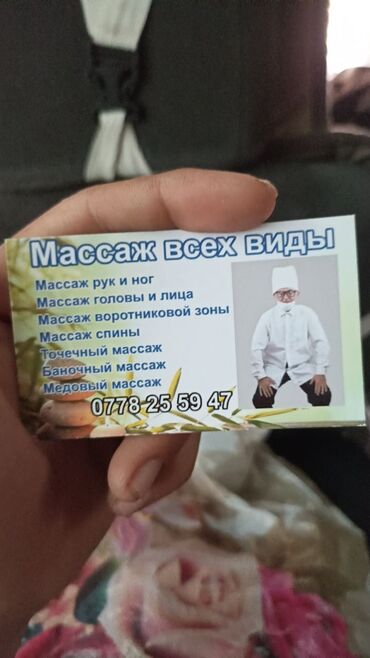 Массаж всех виды
Массаж рук и ног
Массаж головы и лица
Массаж воротниковой зоны
Массаж спины
Точечный массаж
Баночный массаж
Медовый массаж
0778 25 59 47